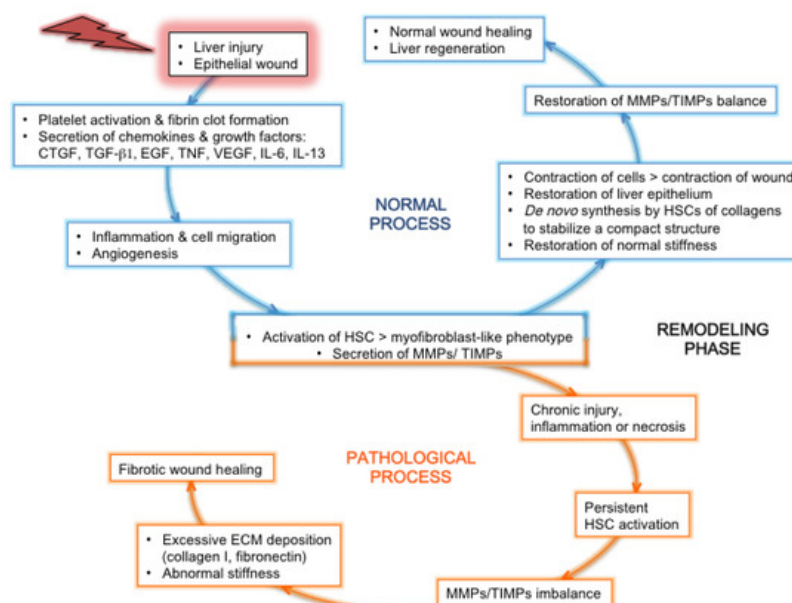 • Liver injury
• Epithelial wound
• Normal wound healing
• Liver regeneration
• Platelet activation & fibrin clot formation
• Secretion of chemokines & growth factors:
CTGF, TGF-β1, EGF, TNF, VEGF, IL-6, IL-13
Restoration of MMPs/TIMPs balance
• Contraction of cells > contraction of wound
• Restoration of liver epithelium
• De novo synthesis by HSCs of collagens
to stabilize a compact structure
• Restoration of normal stiffness
NORMAL
PROCESS
• Inflammation & cell migration
• Angiogenesis
• Activation of HSC > myofibroblast-like phenotype
• Secretion of MMPs/ TIMPs
REMODELING
PHASE
Chronic injury,
inflammation or necrosis
PATHOLOGICAL
PROCESS
Fibrotic wound healing
Persistent
HSC activation
• Excessive ECM deposition
(collagen I, fibronectin)
• Abnormal stiffness
MMPs/TIMPs imbalance